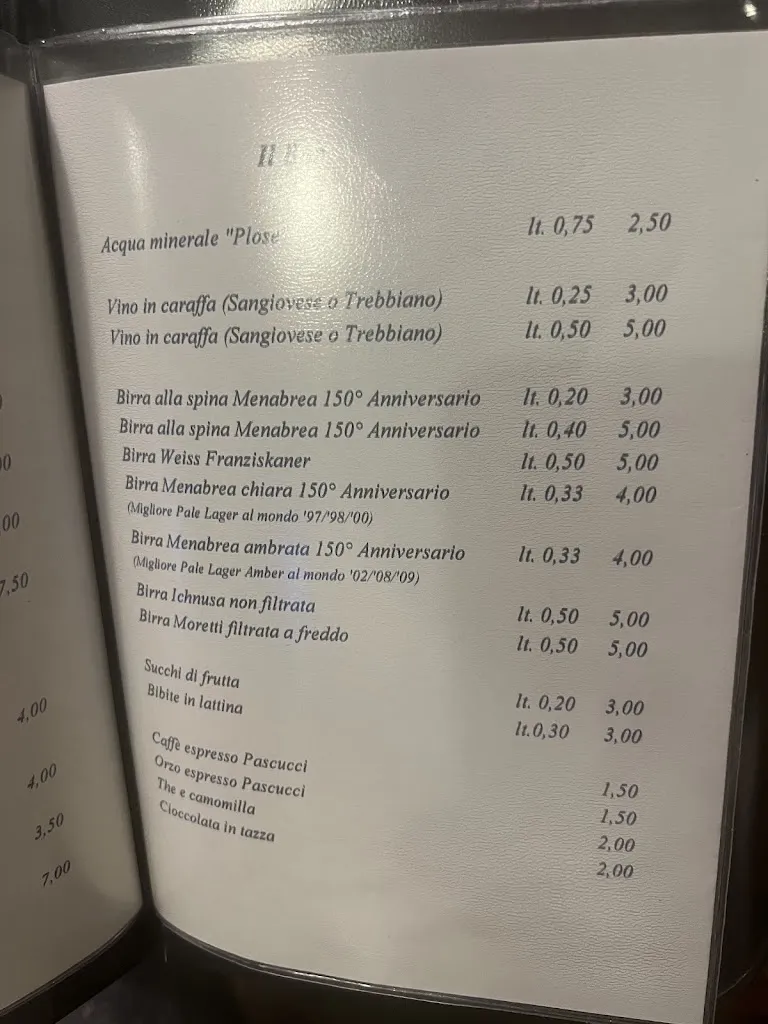 Il
Acqua minerale "Plose lt. 0,75 2,50
Vino in caraffa (Sangiovese o Trebbiano) lt. 0,25 3,00
Vino in caraffa (Sangiovese o Trebbiano) lt. 0,50 5,00
Birra alla spina Menabrea 150° Anniversario lt. 0,20 3,00
Birra alla spina Menabrea 150° Anniversario lt. 0,40 5,00
Birra Weiss Franziskaner lt. 0,50 5,00
Birra Menabrea chiara 150° Anniversario lt. 0,33 4,00
(Migliore Pale Lager al mondo '97/'98/'00)
Birra Menabrea ambrata 150° Anniversario lt. 0,33 4,00
(Migliore Pale Lager Amber al mondo '02/'08/'09)
Birra Ichnusa non filtrata lt. 0,50 5,00
Birra Moretti filtrata a freddo lt. 0,50 5,00
Succhi di frutta lt. 0,20 3,00
Bibite in lattina lt.0,30 3,00
Caffè espresso Pascucci 1,50
Orzo espresso Pascucci 1,50
The e camomilla 2,00
Cioccolata in tazza 2,00
7,50
4,00
4,00
3,50
7,00